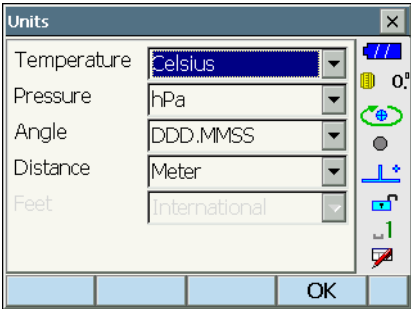 Units
Temperature Celsius
Pressure hPa
0."
Angle DDD.MMSS
Distance Meter
Feet International
1
OK